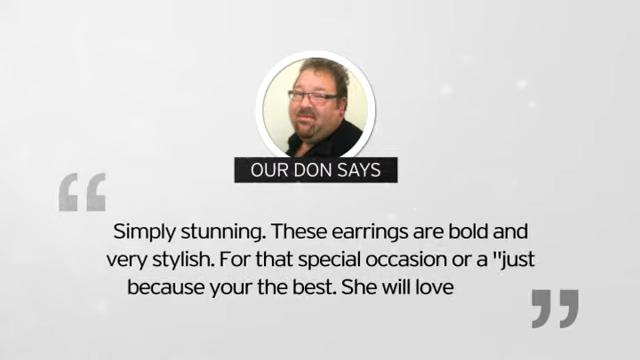 OUR DON SAYS
Simply stunning. These earrings are bold and
very stylish. For that special occasion or a "just
because your the best. She will love